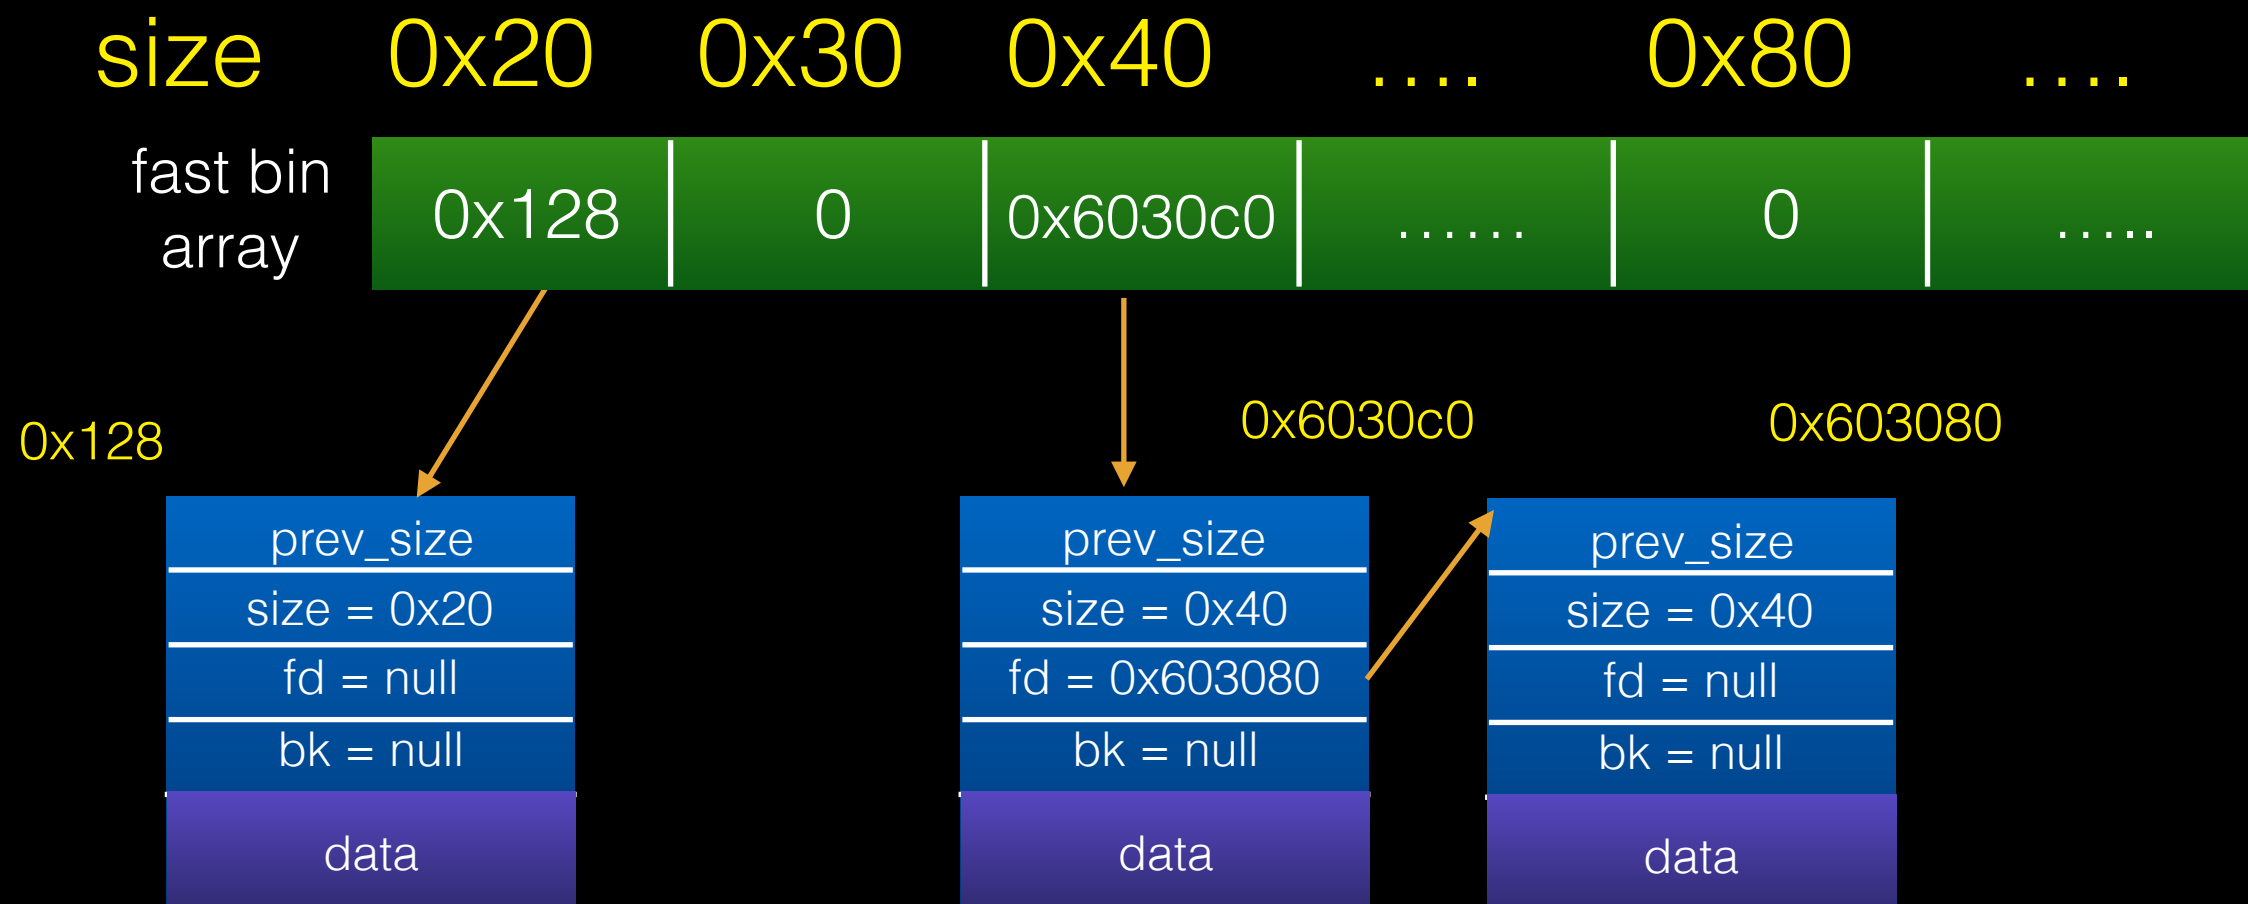 size 0x20 0x30 0x40 .... 0x80 ....
fast bin
array
0x128 0 0x6030c0 ...... 0 .....
0x128 0x6030c0 0x603080
prev_size prev_size prev_size
size = 0x20 size = 0x40 size = 0x40
fd = null fd = 0x603080 fd = null
bk = null bk = null bk = null
data data data